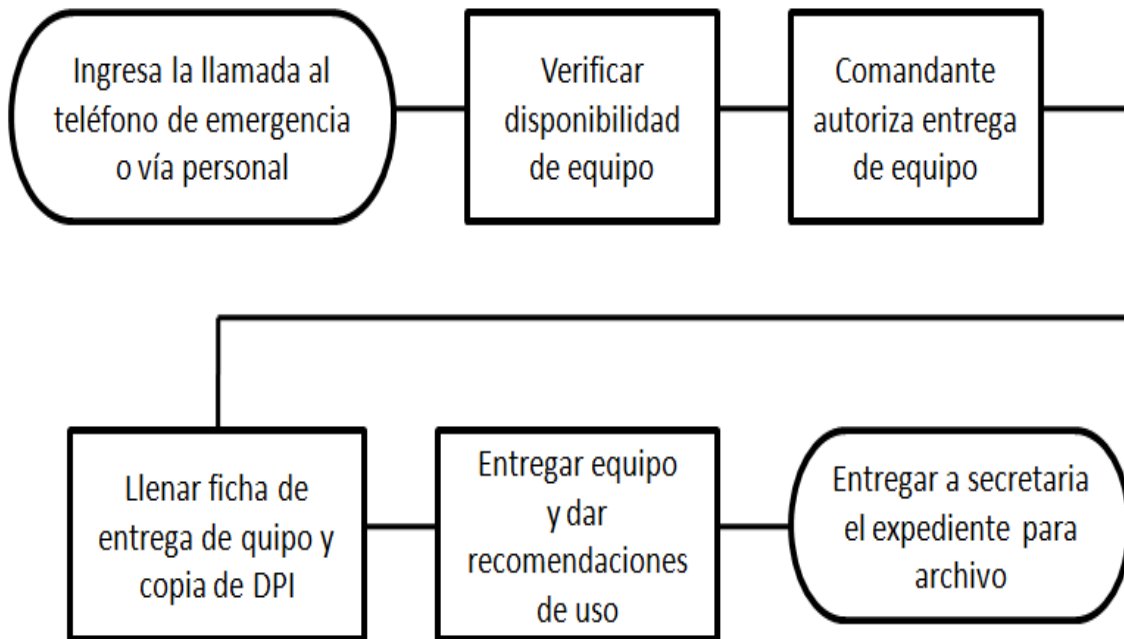 Ingresa la llamada al
teléfono de emergencia
o vía personal
Verificar
disponibilidad
de equipo
Comandante
autoriza entrega
de equipo
Llenar ficha de
entrega de quipo y
copia de DPI
Entregar equipo
y dar
recomendaciones
de uso
Entregar a secretaria
el expediente para
archivo